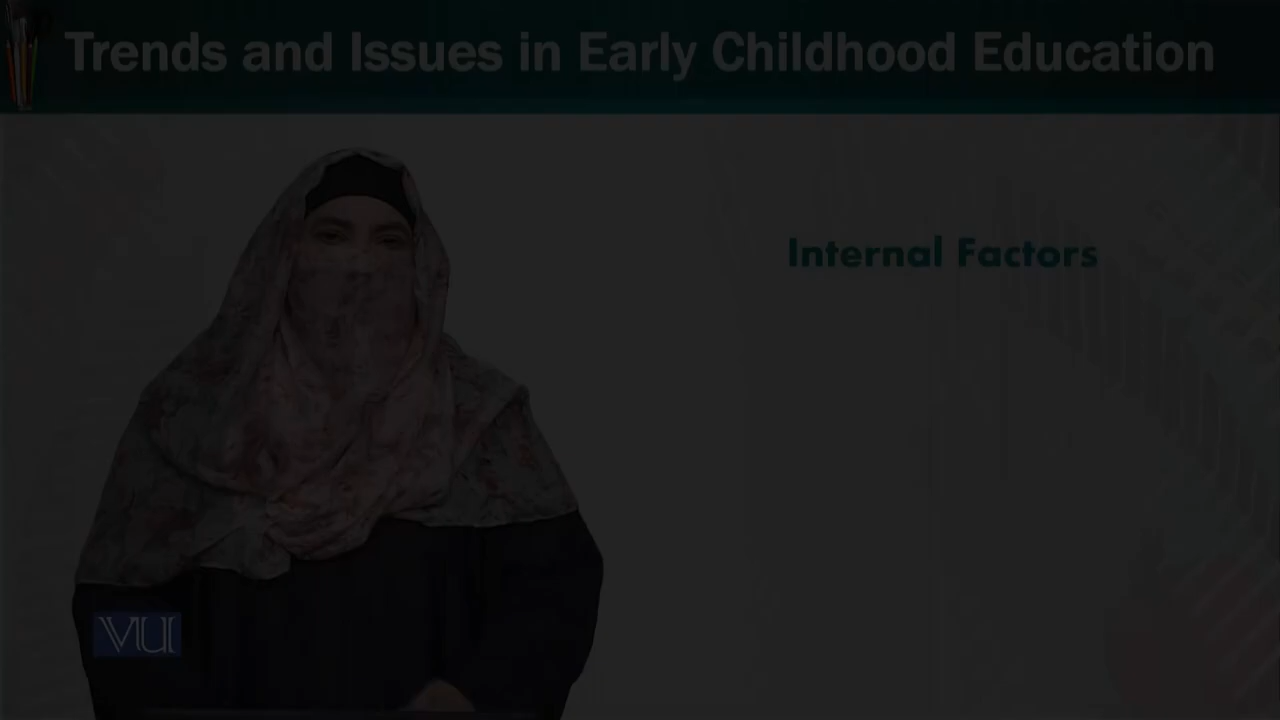 Trends and Issues in Early Childhood Education
Internal Factors
VU